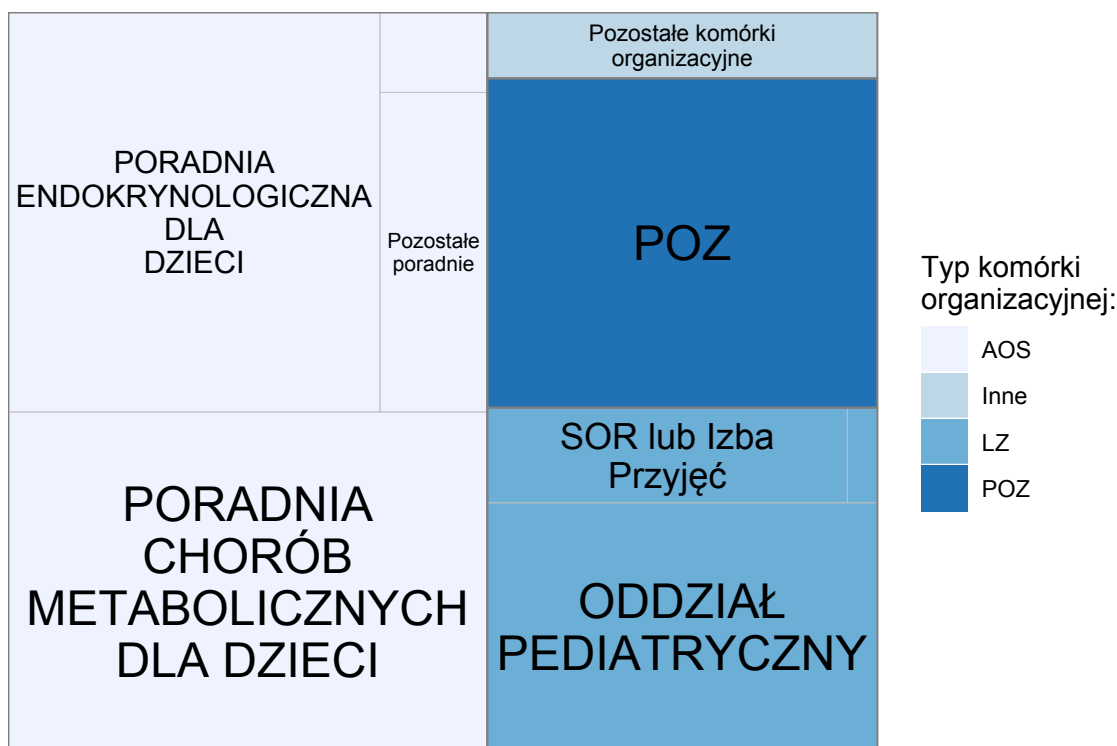 PORADNIA
ENDOKRYNOLOGICZNA
DLA
DZIECI
Pozostałe
poradnie
PORADNIA
CHORÓB
METABOLICZNYCH
DLA DZIECI
Pozostałe komórki
organizacyjne
POZ
SOR lub Izba
Przyjęć
ODDZIAŁ
PEDIATRYCZNY
Typ komórki
organizacyjnej:
AOS
Inne
LZ
POZ